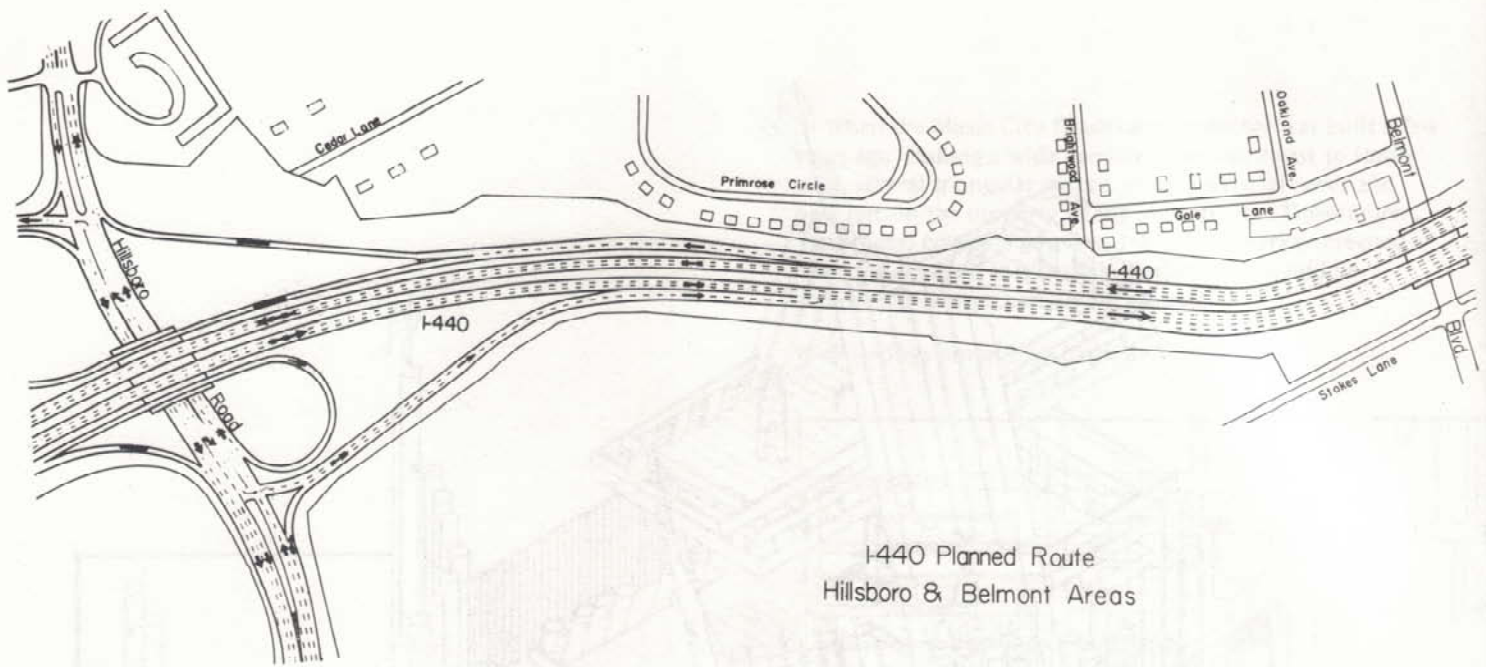 Cedar Lane
Primrose Circle
Brightwood
Ave.
Oakland
Ave.
Gale Lane
Belmont
Blvd.
Hillsboro
Road
I-440
I-440
Stokes Lane
I-440 Planned Route
Hillsboro & Belmont Areas